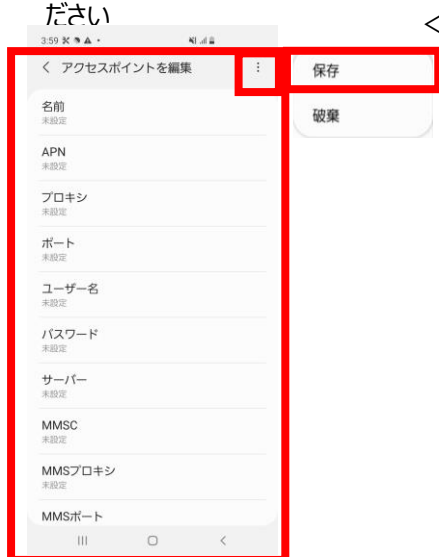 ださい
<
3:59
< アクセスポイントを編集
保存
破棄
名前
未設定
APN
未設定
プロキシ
未設定
ポート
未設定
ユーザー名
未設定
パスワード
未設定
サーバー
未設定
MMSC
未設定
MMSプロキシ
未設定
MMSポート